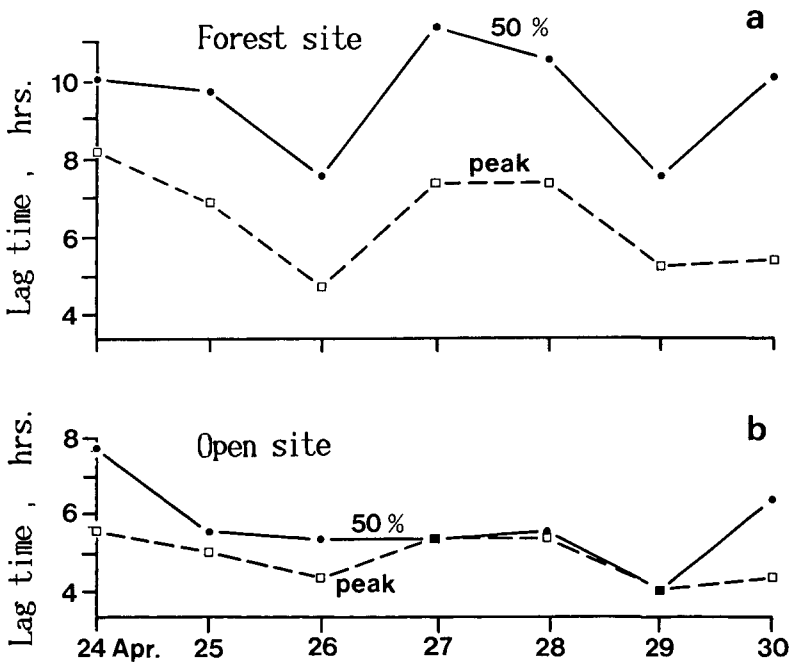 a
Forest site
50 %
peak
Lag time , hrs.
10
8
6
4
b
Open site
50 %
peak
Lag time , hrs.
8
6
4
24 Apr. 25 26 27 28 29 30